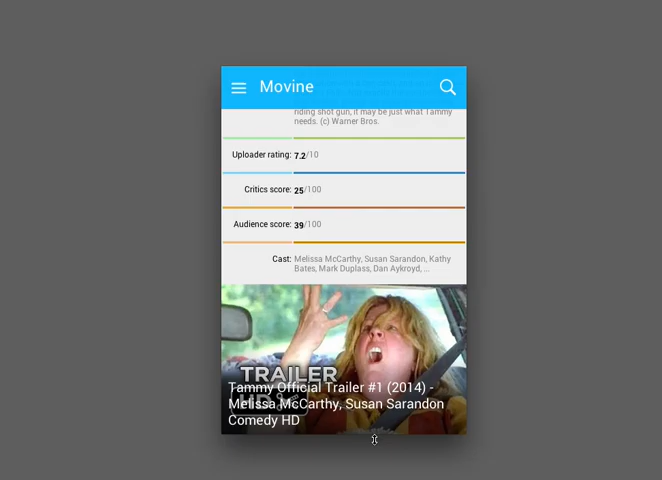 Movine
riding shot gun, it may be just what Tammy
needs. (c) Warner Bros.
Uploader rating: 7.2/10
Critics score: 25/100
Audience score: 39/100
Cast: Melissa McCarthy, Susan Sarandon, Kathy
Bates, Mark Duplass, Dan Aykroyd, ...
TRAILER
HD
Tammy Official Trailer #1 (2014) -
Melissa McCarthy, Susan Sarandon
Comedy HD